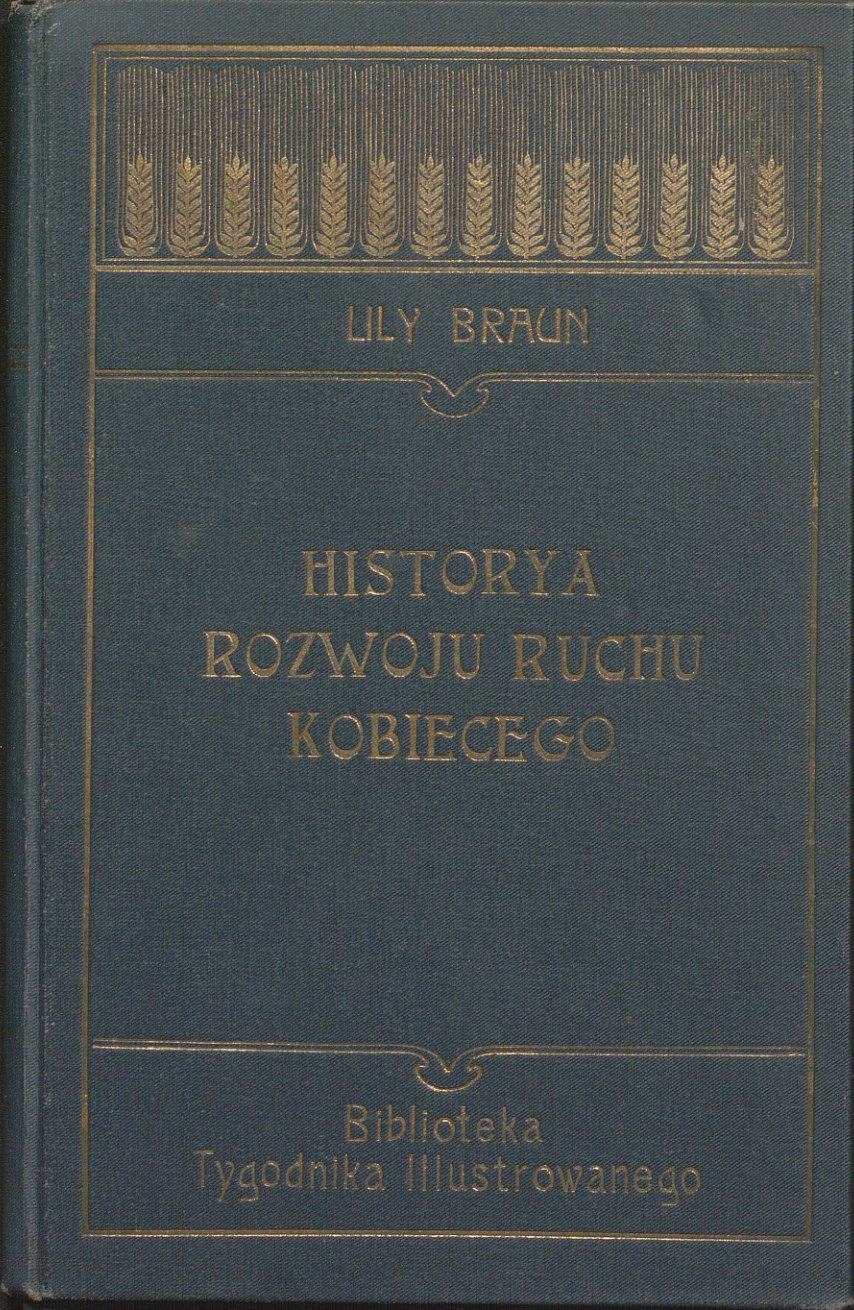 LILY BRAUN
HISTORYA
ROZWOJU RUCHU
KOBIECEGO
Biblioteka
Tygodnika Illustrowanego